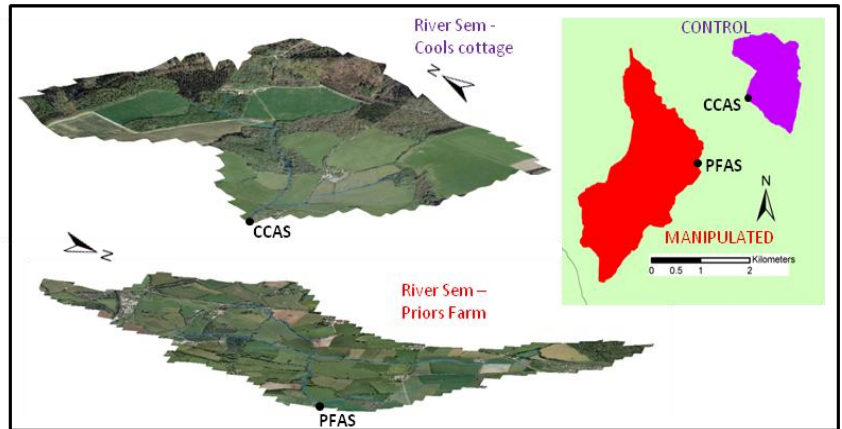 River Sem -
Cools cottage
N
CCAS
N
River Sem –
Priors Farm
PFAS
CONTROL
CCAS
PFAS
N
MANIPULATED
Kilometers
0 0.5 1 2